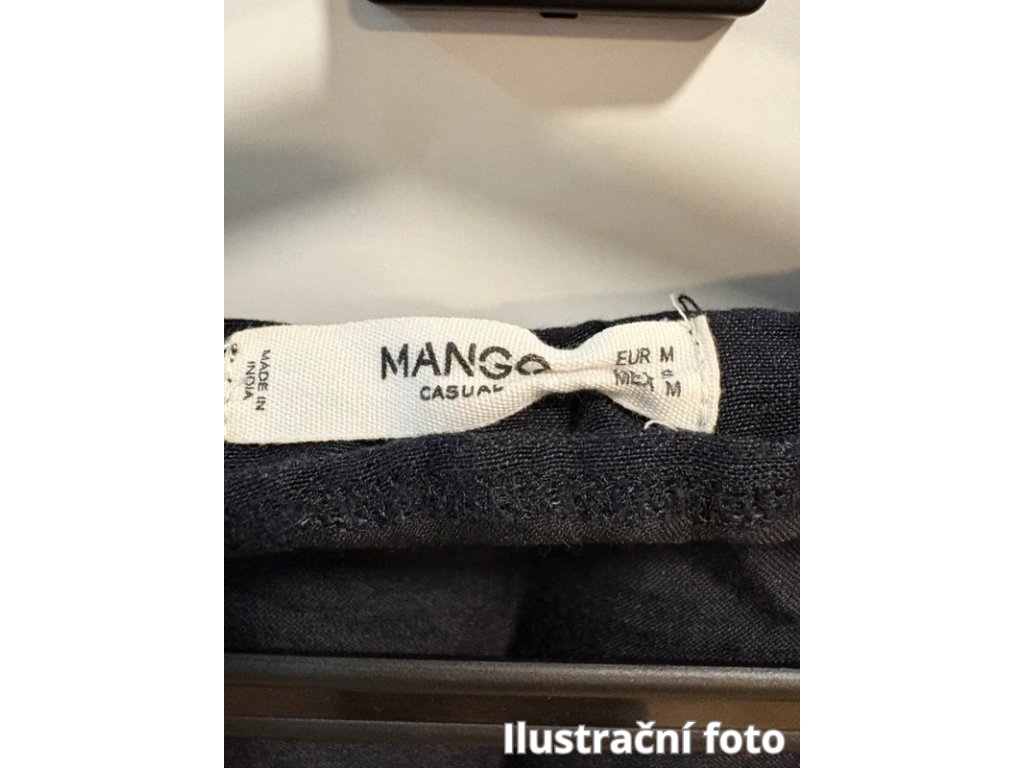 MADE IN
INDIA
MANGO
CASUAL
EUR M
MEX M
Ilustrační foto